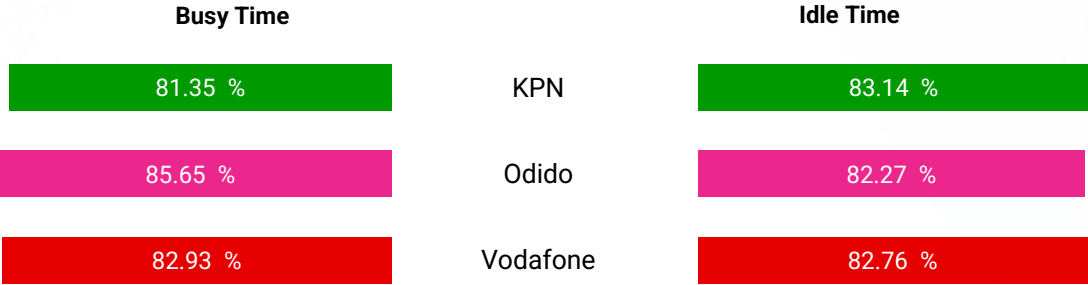 Busy Time Idle Time
81.35 % KPN 83.14 %
85.65 % Odido 82.27 %
82.93 % Vodafone 82.76 %